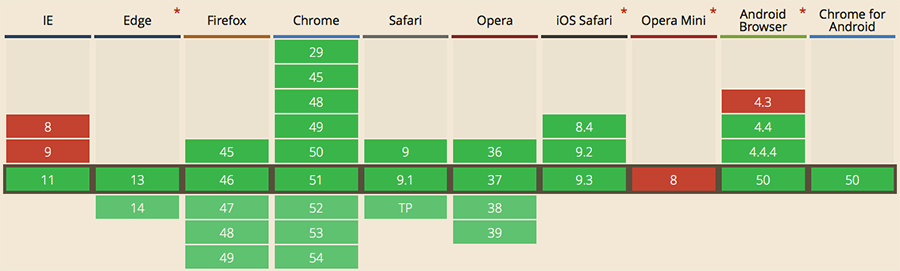 IE Edge * Firefox Chrome Safari Opera iOS Safari * Opera Mini * Android Browser * Chrome for Android
29
45
48 4.3
8 49 8.4 4.4
9 45 50 9 36 9.2 4.4.4
11 13 46 51 9.1 37 9.3 8 50 50
14 47 52 TP 38
48 53 39
49 54